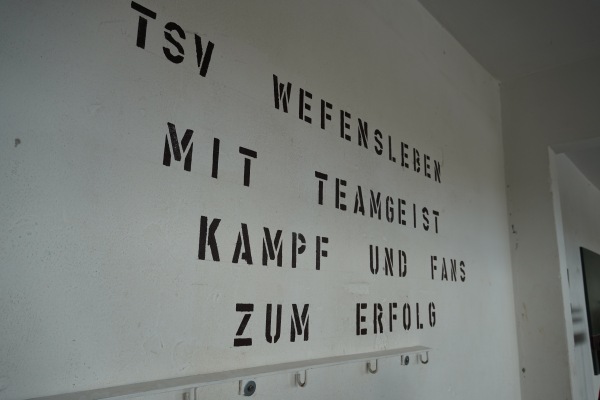 TSV WEFENSLEBEN
MIT TEAMGEIST
KAMPF UND FANS
ZUM ERFOLG